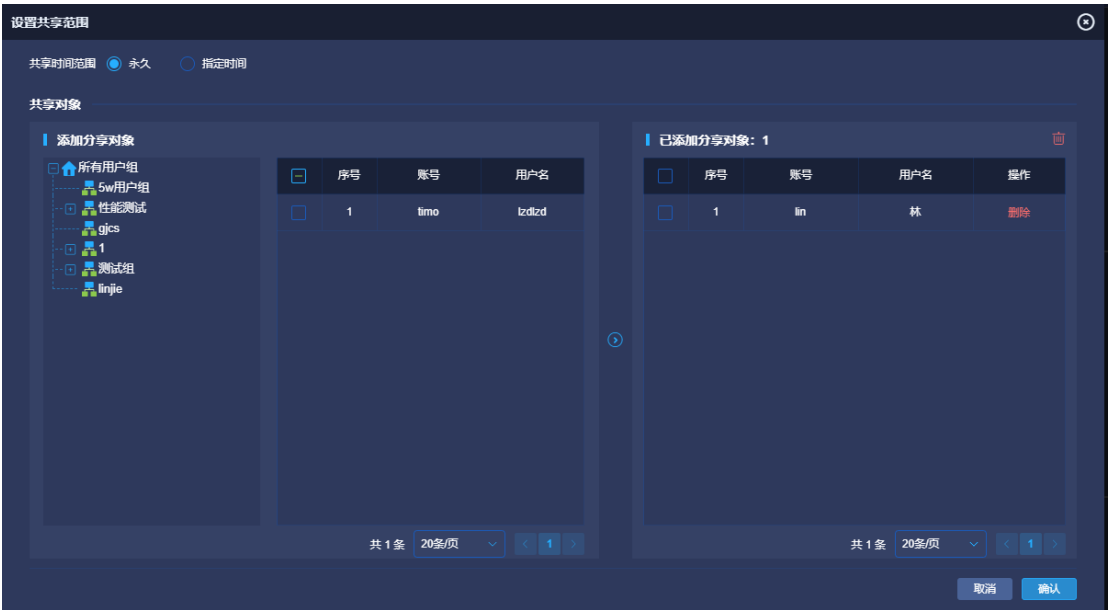 设置共享范围
共享时间范围 永久 指定时间
共享对象
添加分享对象
所有用户组
5w用户组
性能测试
gjcs
1
测试组
linjie
序号 账号 用户名
1 timo lzdlzd
共 1 条 20条/页 1
已添加分享对象：1
序号 账号 用户名 操作
1 lin 林 删除
共 1 条 20条/页 1
取消 确认